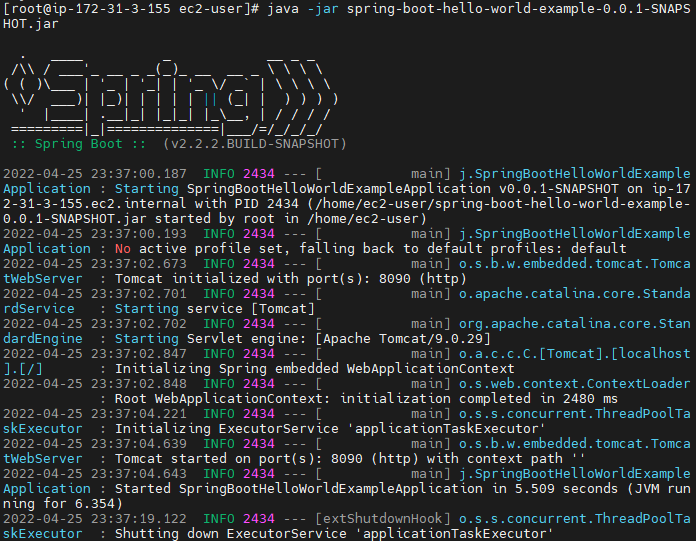 [root@ip-172-31-3-155 ec2-user]# java -jar spring-boot-hello-world-example-0.0.1-SNAPS
HOT.jar
  .   ____          _            __ _ _
 /\\ / ___'_ __ _ _(_)_ __  __ _ \ \ \ \
( ( )\___ | '_ | '_| | '_ \/ _` | \ \ \ \
 \\/  ___)| |_)| | | | | || (_| |  ) ) ) )
  '  |____| .__|_| |_|_| |_\__, | / / / /
 =========|_|==============|___/=/_/_/_/
 :: Spring Boot ::  (v2.2.2.BUILD-SNAPSHOT)
2022-04-25 23:37:00.187  INFO 2434 --- [           main] j.SpringBootHelloWorldExample
Application : Starting SpringBootHelloWorldExampleApplication v0.0.1-SNAPSHOT on ip-17
2-31-3-155.ec2.internal with PID 2434 (/home/ec2-user/spring-boot-hello-world-example-
0.0.1-SNAPSHOT.jar started by root in /home/ec2-user)
2022-04-25 23:37:00.193  INFO 2434 --- [           main] j.SpringBootHelloWorldExample
Application : No active profile set, falling back to default profiles: default
2022-04-25 23:37:02.673  INFO 2434 --- [           main] o.s.b.w.embedded.tomcat.Tomca
tWebServer  : Tomcat initialized with port(s): 8090 (http)
2022-04-25 23:37:02.701  INFO 2434 --- [           main] o.apache.catalina.core.Standa
rdService   : Starting service [Tomcat]
2022-04-25 23:37:02.702  INFO 2434 --- [           main] org.apache.catalina.core.Stan
dardEngine  : Starting Servlet engine: [Apache Tomcat/9.0.29]
2022-04-25 23:37:02.847  INFO 2434 --- [           main] o.a.c.c.C.[Tomcat].[localhost
].[/]       : Initializing Spring embedded WebApplicationContext
2022-04-25 23:37:02.848  INFO 2434 --- [           main] o.s.web.context.ContextLoader
            : Root WebApplicationContext: initialization completed in 2480 ms
2022-04-25 23:37:04.221  INFO 2434 --- [           main] o.s.s.concurrent.ThreadPoolTa
skExecutor  : Initializing ExecutorService 'applicationTaskExecutor'
2022-04-25 23:37:04.639  INFO 2434 --- [           main] o.s.b.w.embedded.tomcat.Tomca
tWebServer  : Tomcat started on port(s): 8090 (http) with context path ''
2022-04-25 23:37:04.643  INFO 2434 --- [           main] j.SpringBootHelloWorldExample
Application : Started SpringBootHelloWorldExampleApplication in 5.509 seconds (JVM run
ning for 6.354)
2022-04-25 23:37:19.122  INFO 2434 --- [extShutdownHook] o.s.s.concurrent.ThreadPoolTa
skExecutor  : Shutting down ExecutorService 'applicationTaskExecutor'